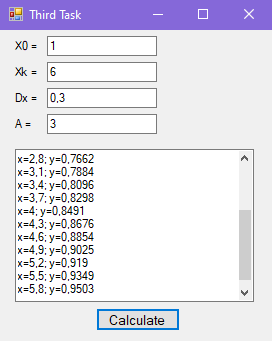 Third Task
X0 = 1
Xk = 6
Dx = 0,3
A = 3
x=2,8; y=0,7662
x=3,1; y=0,7884
x=3,4; y=0,8096
x=3,7; y=0,8298
x=4; y=0,8491
x=4,3; y=0,8676
x=4,6; y=0,8854
x=4,9; y=0,9025
x=5,2; y=0,919
x=5,5; y=0,9349
x=5,8; y=0,9503
Calculate